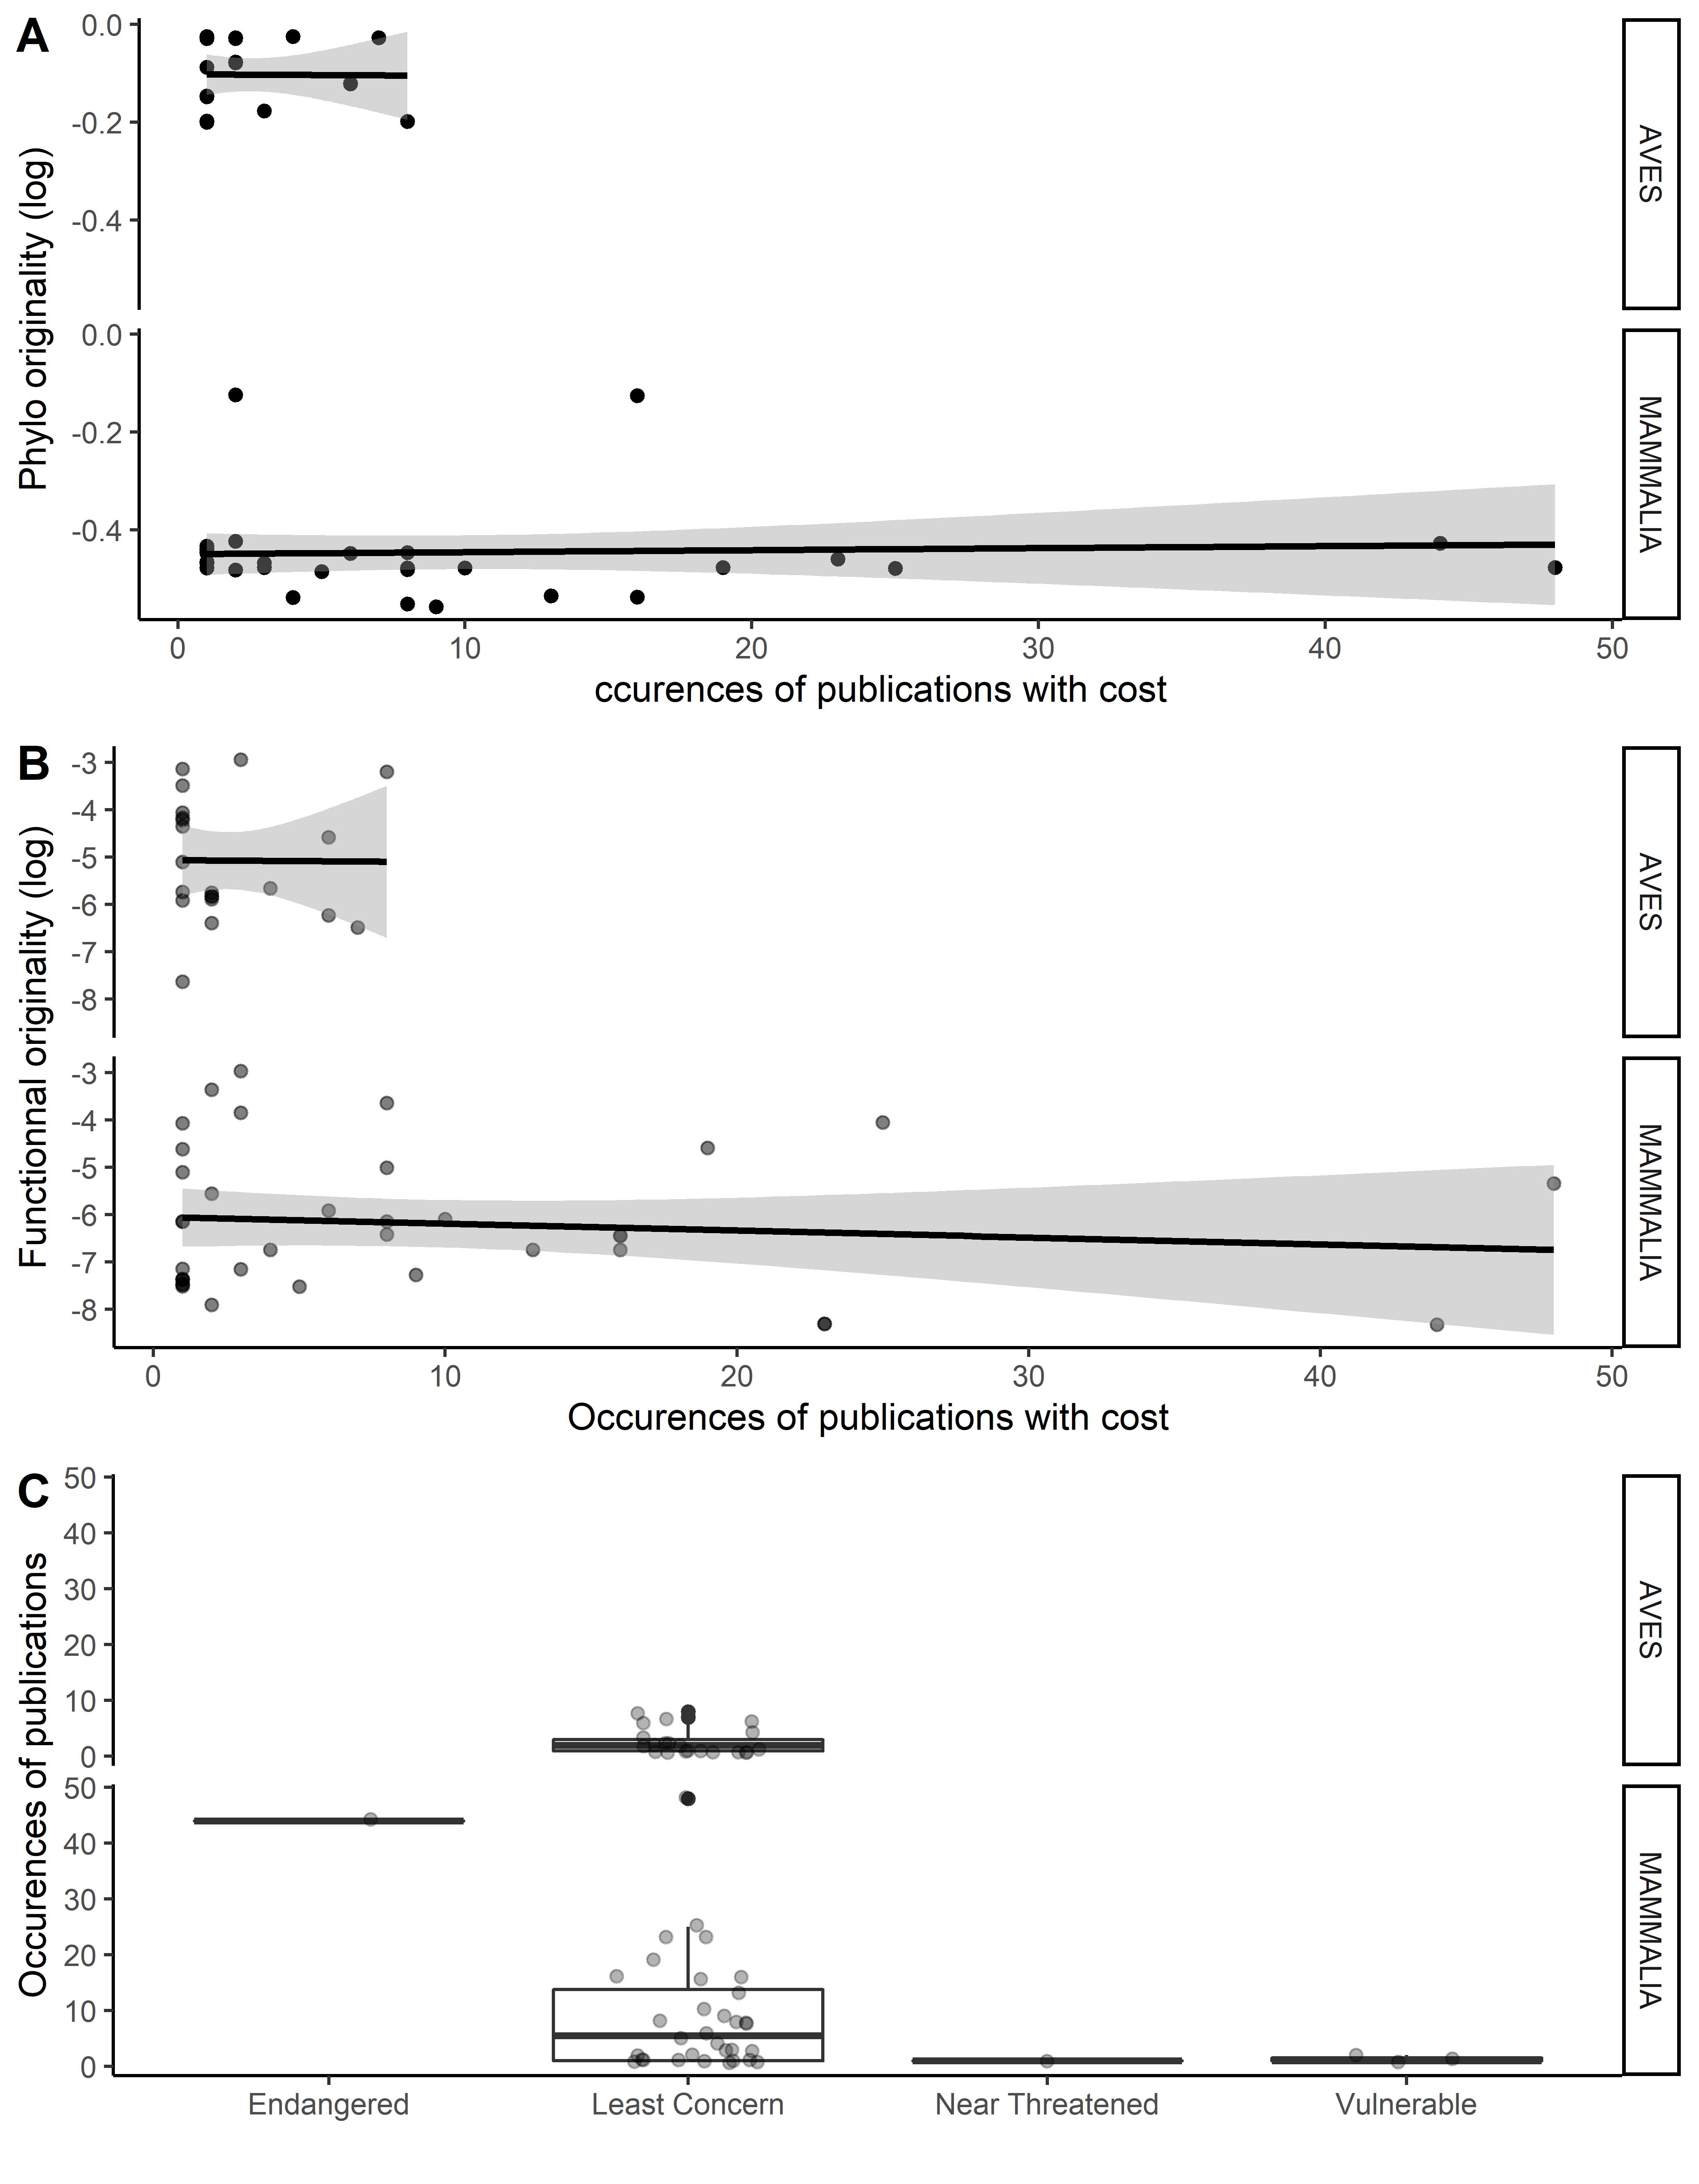 A
Phylo originality (log)
0.0
-0.2
-0.4
AVES
0.0
-0.2
-0.4
MAMMALIA
0 10 20 30 40 50
ccurences of publications with cost
B
Functionnal originality (log)
-3
-4
-5
-6
-7
-8
AVES
-3
-4
-5
-6
-7
-8
MAMMALIA
0 10 20 30 40 50
Occurences of publications with cost
C
Occurences of publications
50
40
30
20
10
0
AVES
50
40
30
20
10
0
MAMMALIA
Endangered Least Concern Near Threatened Vulnerable